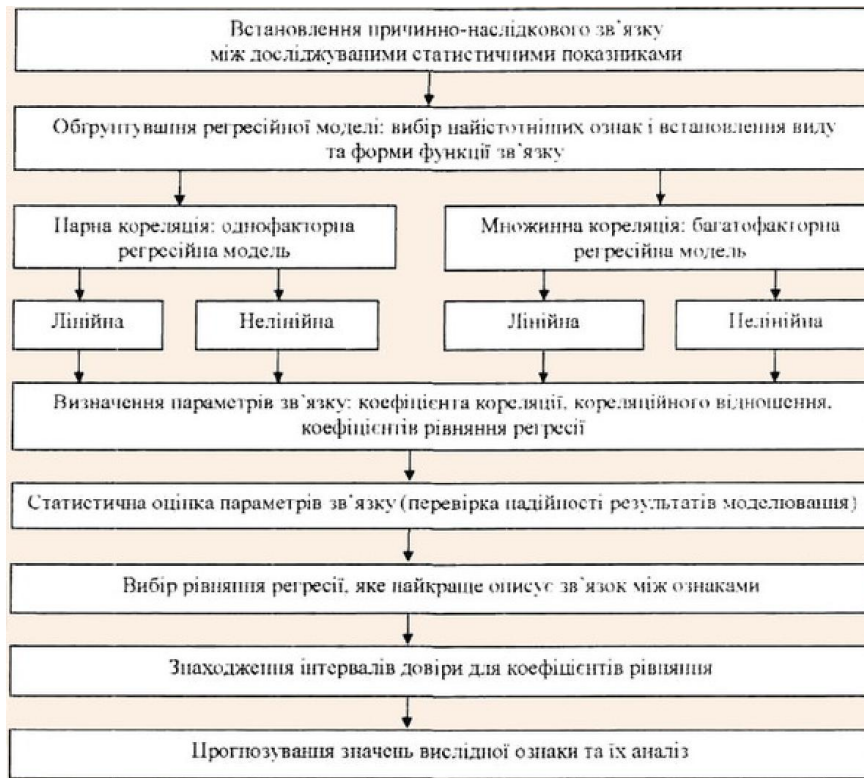 Встановлення причинно-наслідкового зв`язку
між досліджуваними статистичними показниками
Обґрунтування регресійної моделі: вибір найістотніших ознак і встановлення виду
та форми функції зв`язку
Парна кореляція: однофакторна
регресійна модель
Множинна кореляція: багатофакторна
регресійна модель
Лінійна
Нелінійна
Лінійна
Нелінійна
Визначення параметрів зв`язку: коефіцієнта кореляції, кореляційного відношення,
коефіцієнтів рівняння регресії
Статистична оцінка параметрів зв`язку (перевірка надійності результатів моделювання)
Вибір рівняння регресії, яке найкраще описує зв`язок між ознаками
Знаходження інтервалів довіри для коефіцієнтів рівняння
Прогнозування значень вислідної ознаки та їх аналіз